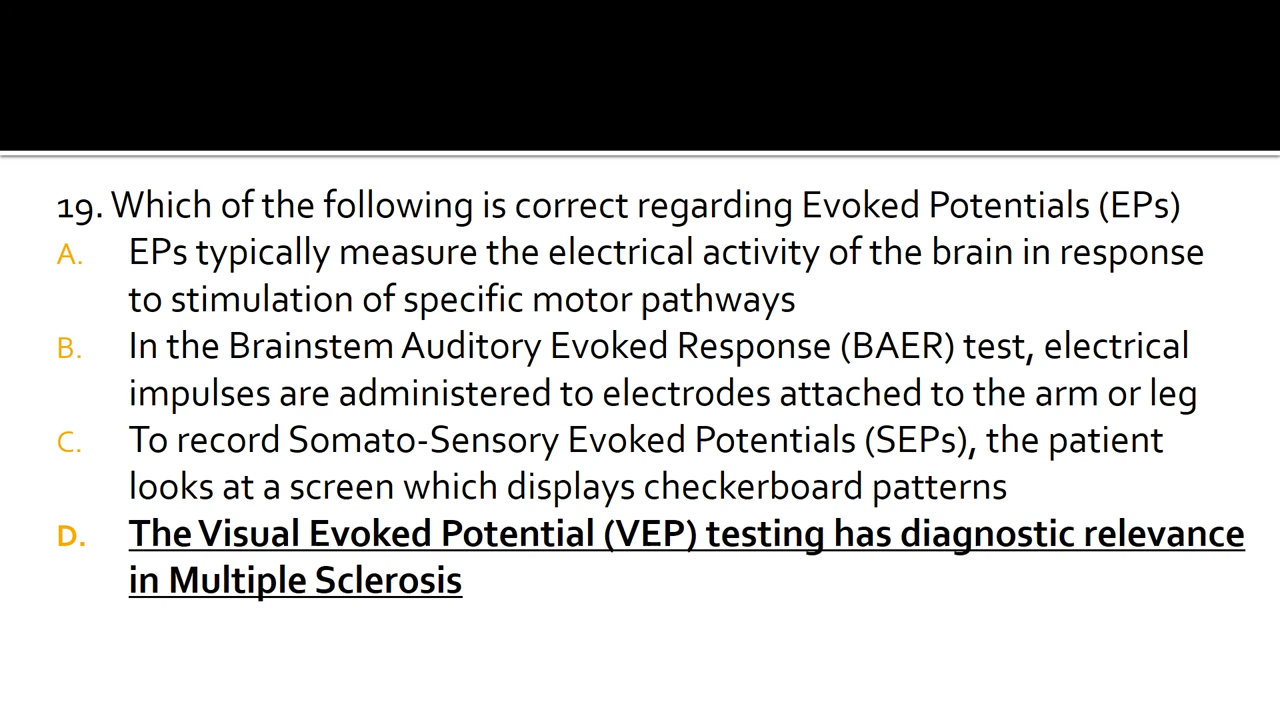 19. Which of the following is correct regarding Evoked Potentials (EPs)
A. EPs typically measure the electrical activity of the brain in response
to stimulation of specific motor pathways
B. In the Brainstem Auditory Evoked Response (BAER) test, electrical
impulses are administered to electrodes attached to the arm or leg
C. To record Somato-Sensory Evoked Potentials (SEPs), the patient
looks at a screen which displays checkerboard patterns
D. The Visual Evoked Potential (VEP) testing has diagnostic relevance
in Multiple Sclerosis